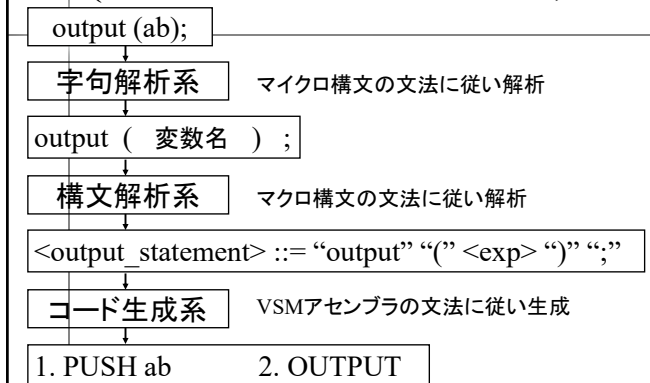 output (ab);
字句解析系 マイクロ構文の文法に従い解析
output ( 変数名 ) ;
構文解析系 マクロ構文の文法に従い解析
<output_statement> ::= “output” “(” <exp> “)” “;”
コード生成系 VSMアセンブラの文法に従い生成
1. PUSH ab 2. OUTPUT